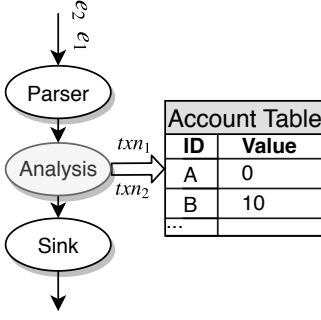 e₂ e₁
Parser
Analysis
txn₁
txn₂
Sink
Account Table
ID Value
A 0
B 10
...